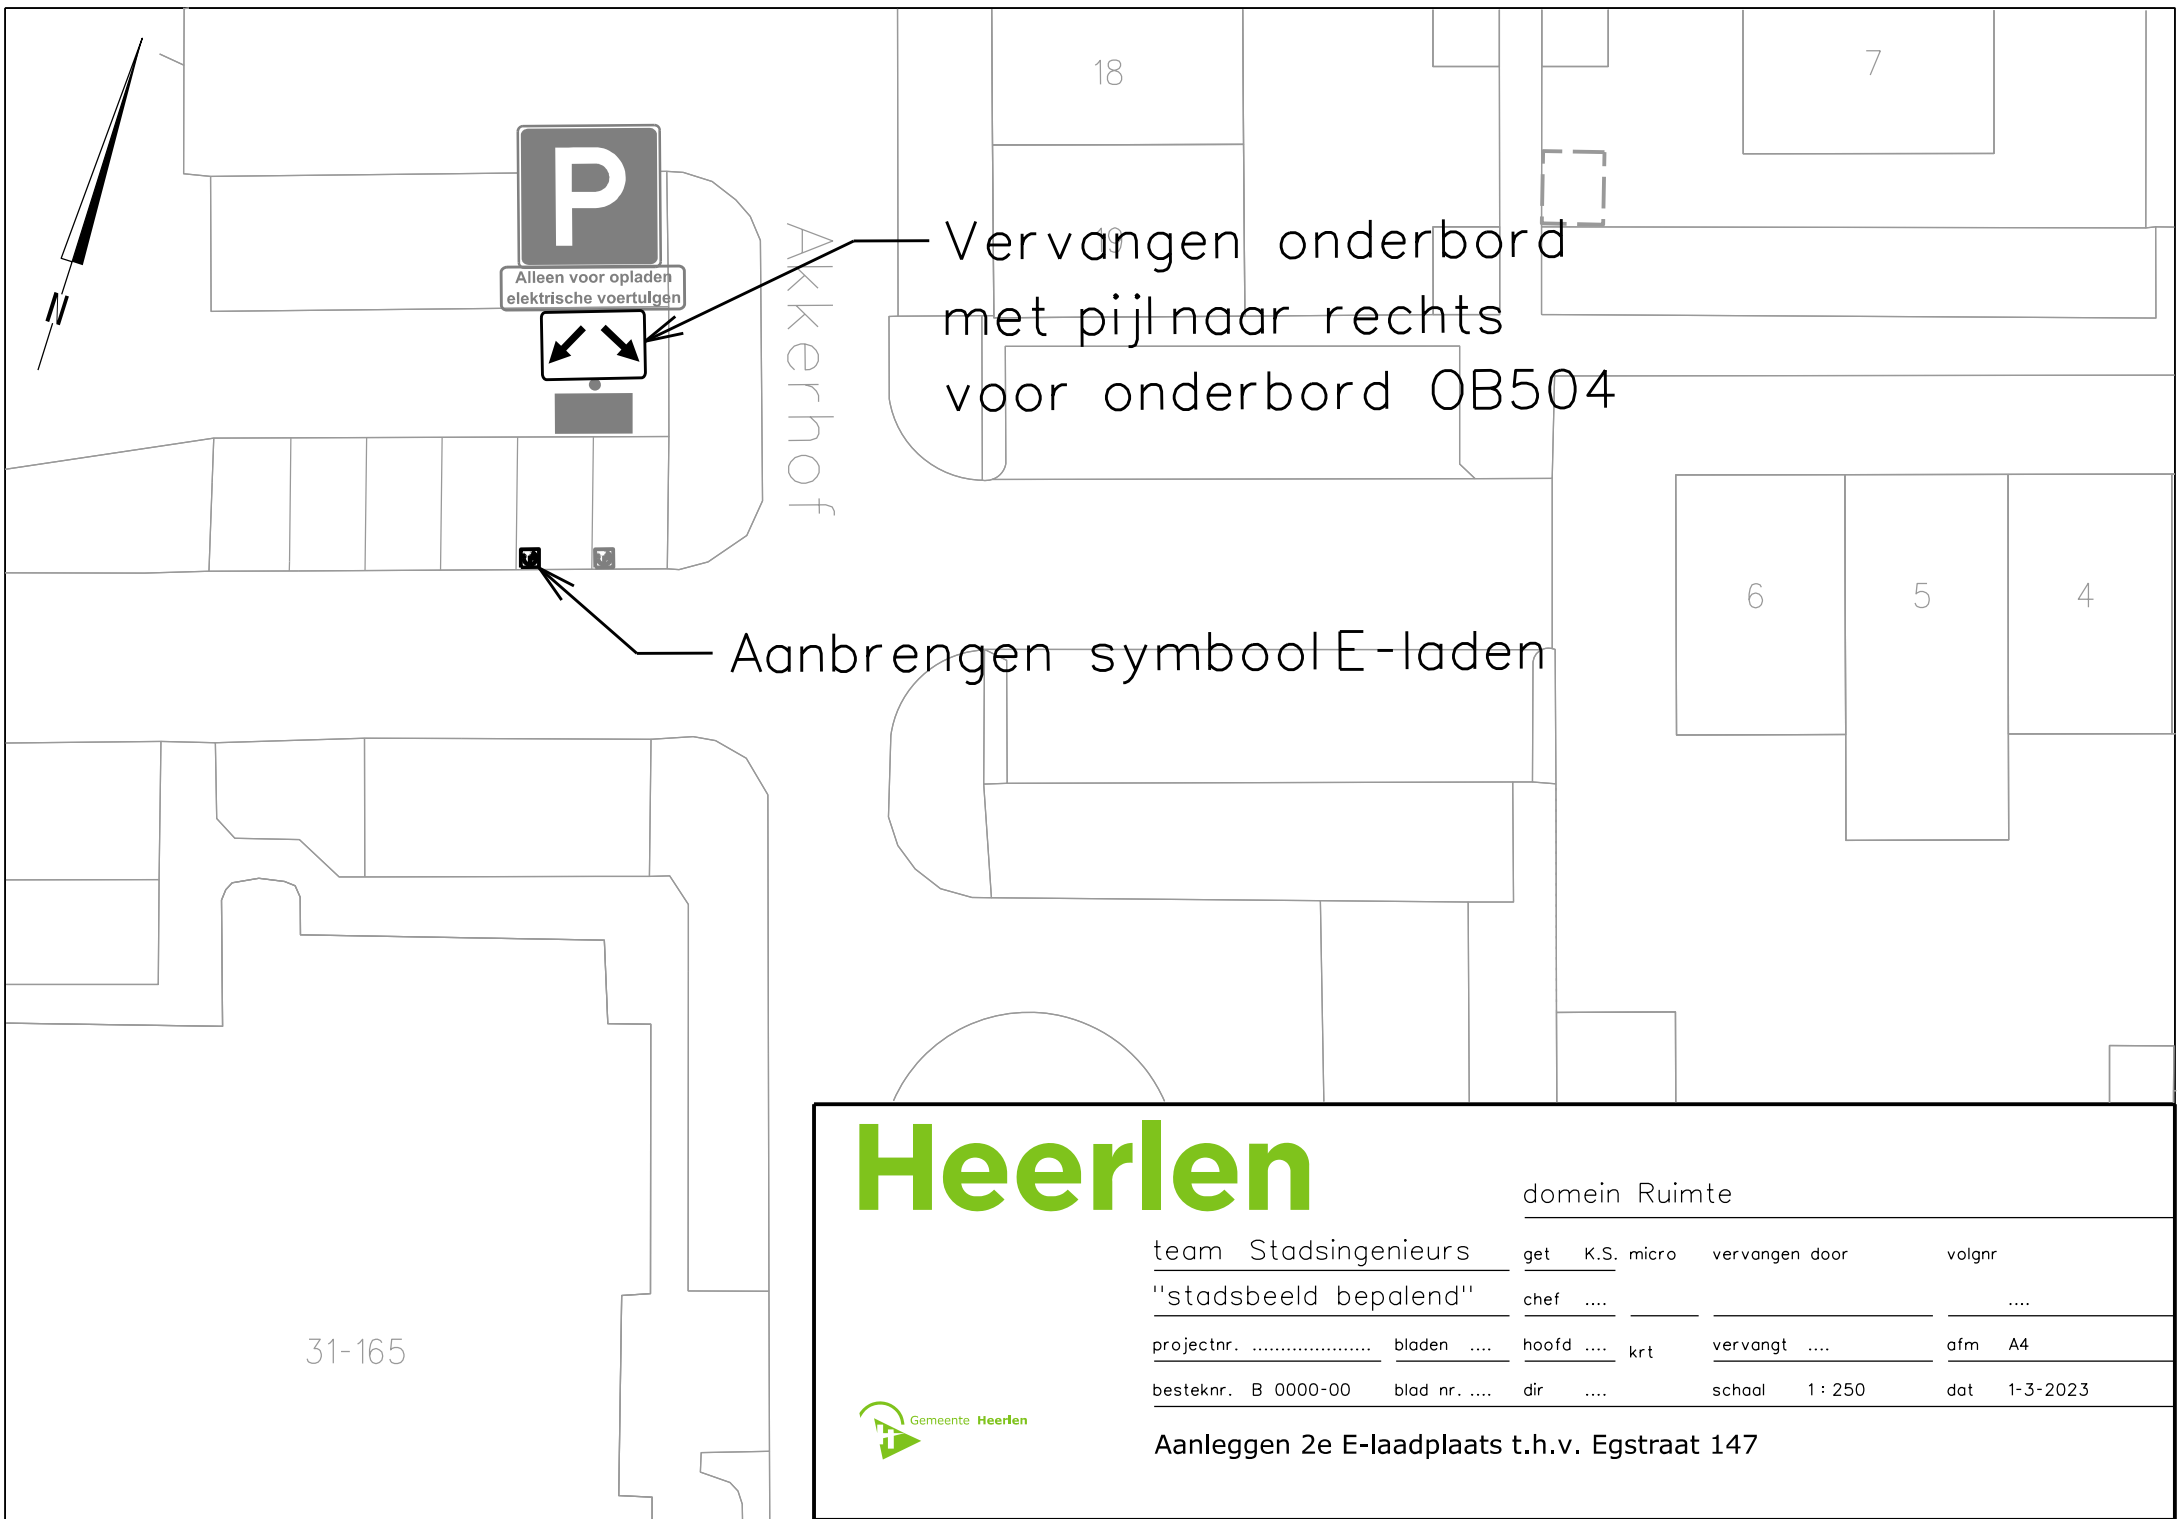 18
7
P
Alleen voor opladen
elektrische voertuigen
N
Akkerhof
19
Vervangen onderbord
met pijl naar rechts
voor onderbord OB504
6
5
4
Aanbrengen symbool E-laden
31-165
Heerlen
domein Ruimte
team Stadsingenieurs get K.S. micro vervangen door volgnr
"stadsbeeld bepalend" chef .... ....
projectnr. ..................... bladen .... hoofd .... krt vervangt .... afm A4
besteknr. B 0000-00 blad nr. .... dir .... schaal 1:250 dat 1-3-2023
H Gemeente Heerlen
Aanleggen 2e E-laadplaats t.h.v. Egstraat 147